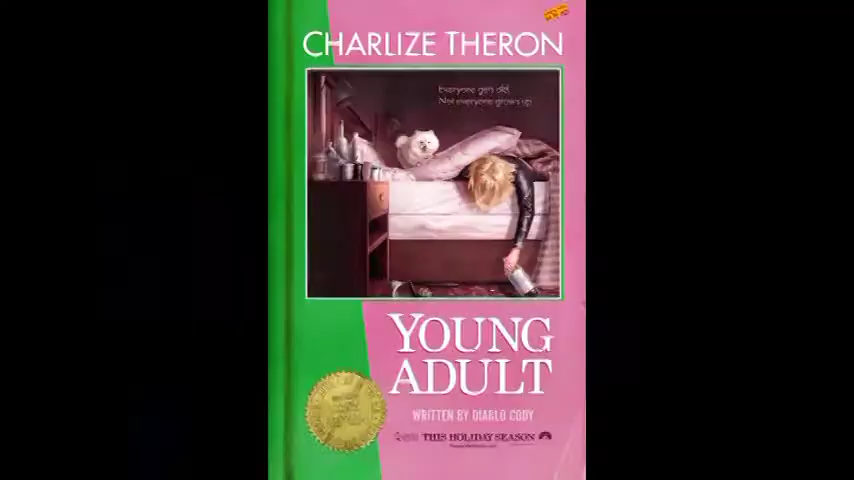 CHARLIZE THERON
Everyone gets old.
Not everyone grows up.
YOUNG
ADULT
WRITTEN BY DIABLO CODY
THIS HOLIDAY SEASON